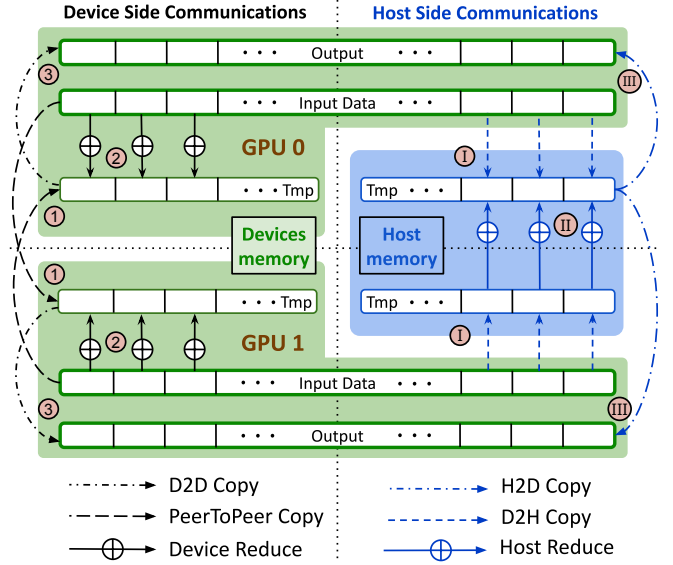 Device Side Communications
Host Side Communications
Output
3
III
Input Data
2
GPU 0
I
Tmp
Tmp
1
II
Devices
memory
Host
memory
1
Tmp
Tmp
2
GPU 1
I
Input Data
3
III
Output
D2D Copy
H2D Copy
PeerToPeer Copy
D2H Copy
Device Reduce
Host Reduce